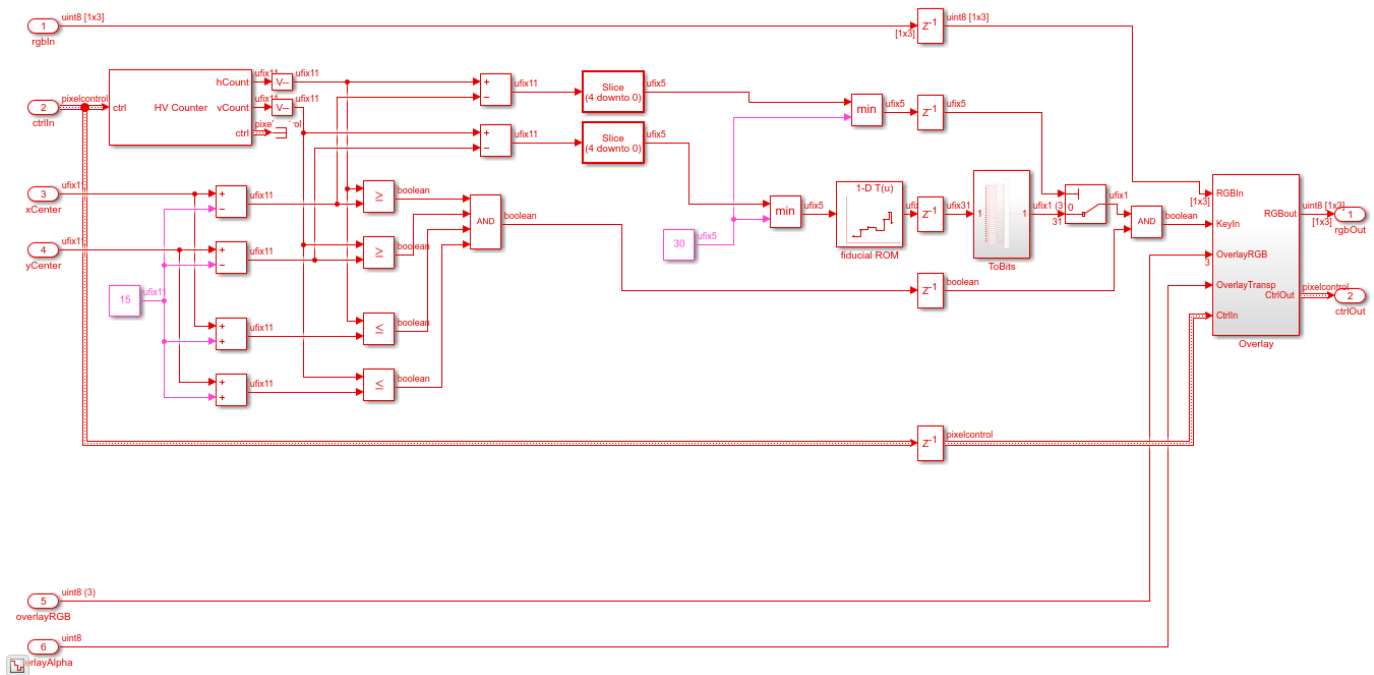 1
rgbIn
uint8 [1x3]
[1x3]
z-1
uint8 [1x3]
2
ctrlIn
pixelcontrol
ctrl
HV Counter
hCount
vCount
ctrl
ufix11
V--
ufix11
ufix11
V--
ufix11
+
−
ufix11
Slice
(4 downto 0)
ufix5
+
−
ufix11
Slice
(4 downto 0)
ufix5
min
ufix5
z-1
ufix5
3
xCenter
ufix11
+
−
ufix11
≥
boolean
AND
boolean
4
yCenter
ufix11
+
−
ufix11
≥
boolean
15
ufix11
+
+
ufix11
≤
boolean
+
+
ufix11
≤
boolean
30
ufix5
min
ufix5
1-D T(u)
fiducial ROM
z-1
ufix31
1
1
ToBits
ufix1 (3
31
0
ufix1
AND
boolean
z-1
boolean
RGBIn
[1x3]
KeyIn
OverlayRGB
3
OverlayTransp
CtrlIn
RGBout
CtrlOut
Overlay
uint8 [1x3]
[1x3]
1
rgbOut
pixelcontrol
2
ctrlOut
z-1
pixelcontrol
5
overlayRGB
uint8 (3)
6
erlayAlpha
uint8